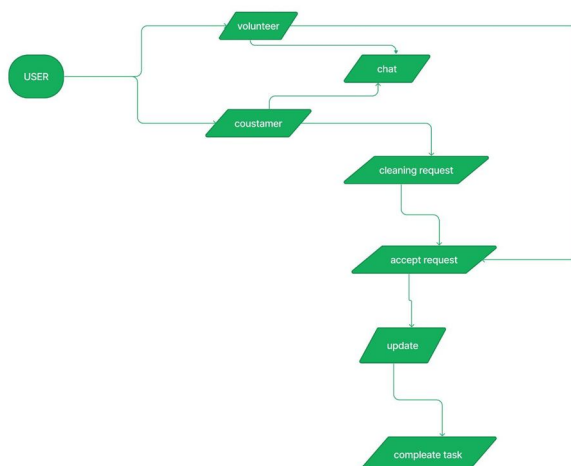 volunteer
USER
chat
coustamer
cleaning request
accept request
update
compleate task